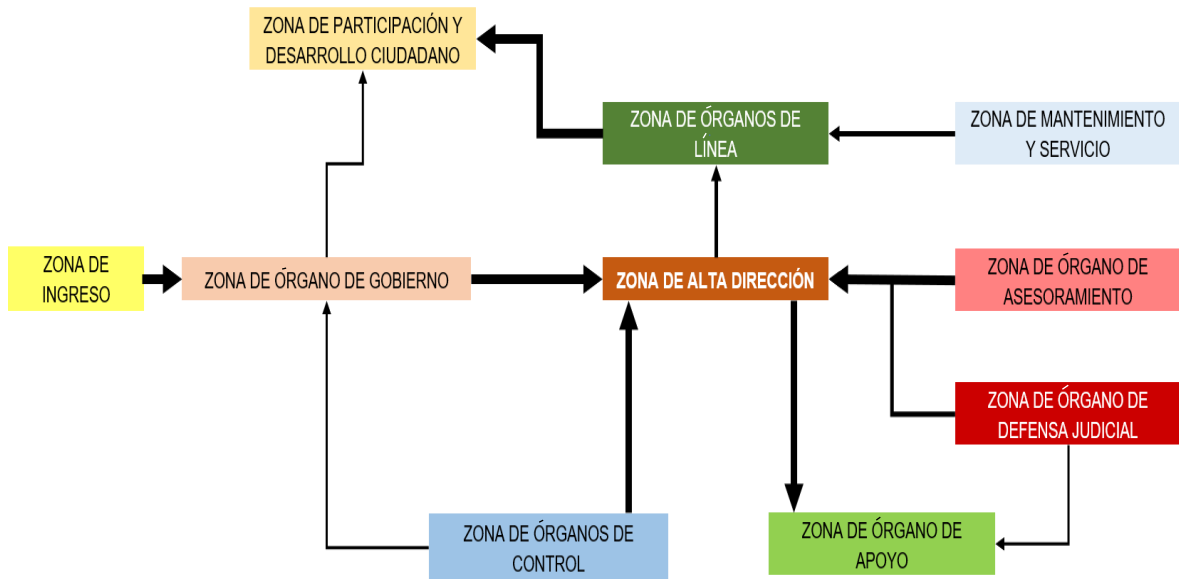 ZONA DE PARTICIPACIÓN Y
DESARROLLO CIUDADANO
ZONA DE ÓRGANOS DE
LÍNEA
ZONA DE MANTENIMIENTO
Y SERVICIO
ZONA DE
INGRESO
ZONA DE ÓRGANO DE GOBIERNO
ZONA DE ALTA DIRECCIÓN
ZONA DE ÓRGANO DE
ASESORAMIENTO
ZONA DE ÓRGANO DE
DEFENSA JUDICIAL
ZONA DE ÓRGANOS DE
CONTROL
ZONA DE ÓRGANO DE
APOYO